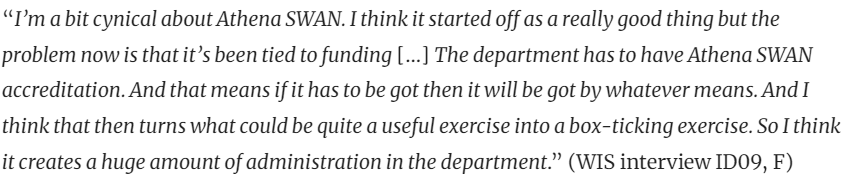 “I’m a bit cynical about Athena SWAN. I think it started off as a really good thing but the
problem now is that it’s been tied to funding [...] The department has to have Athena SWAN
accreditation. And that means if it has to be got then it will be got by whatever means. And I
think that then turns what could be quite a useful exercise into a box-ticking exercise. So I think
it creates a huge amount of administration in the department.” (WIS interview ID09, F)